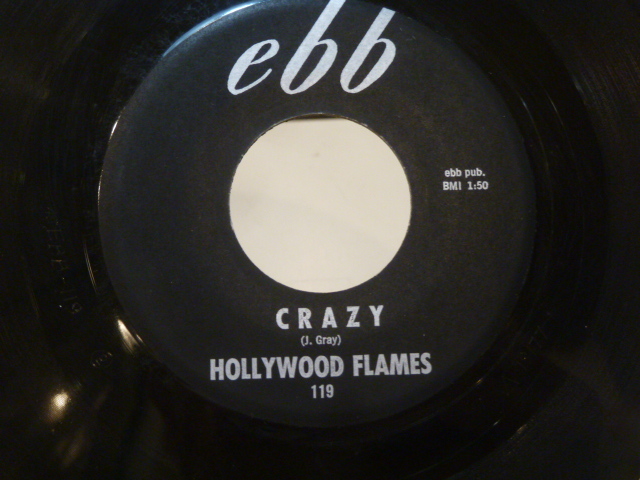 ebb
ebb pub.
BMI 1:50
CRAZY
(J. Gray)
HOLLYWOOD FLAMES
119